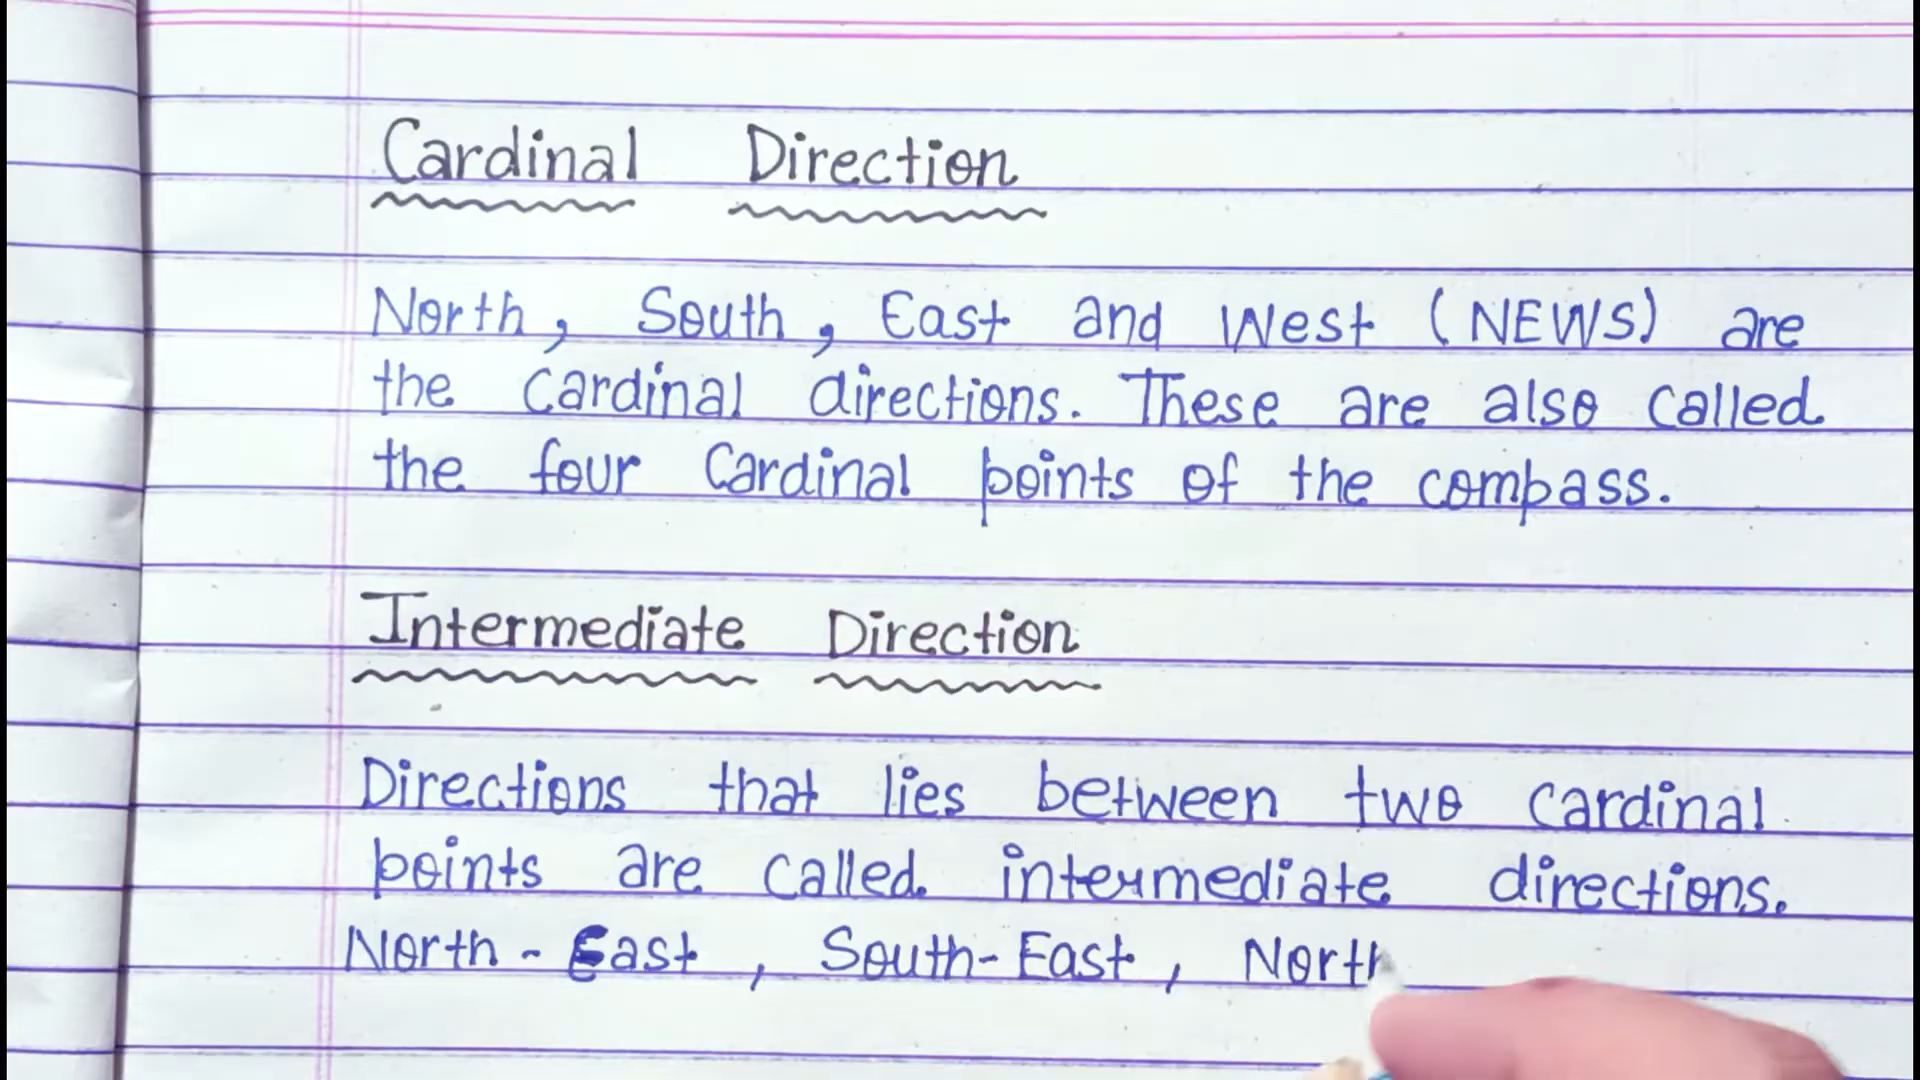 Cardinal Direction
North, South, East and West (NEWS) are
the cardinal directions. These are also called
the four Cardinal points of the compass.
Intermediate Direction
Directions that lies between two cardinal
points are called intermediate directions.
North - East, South-East, North